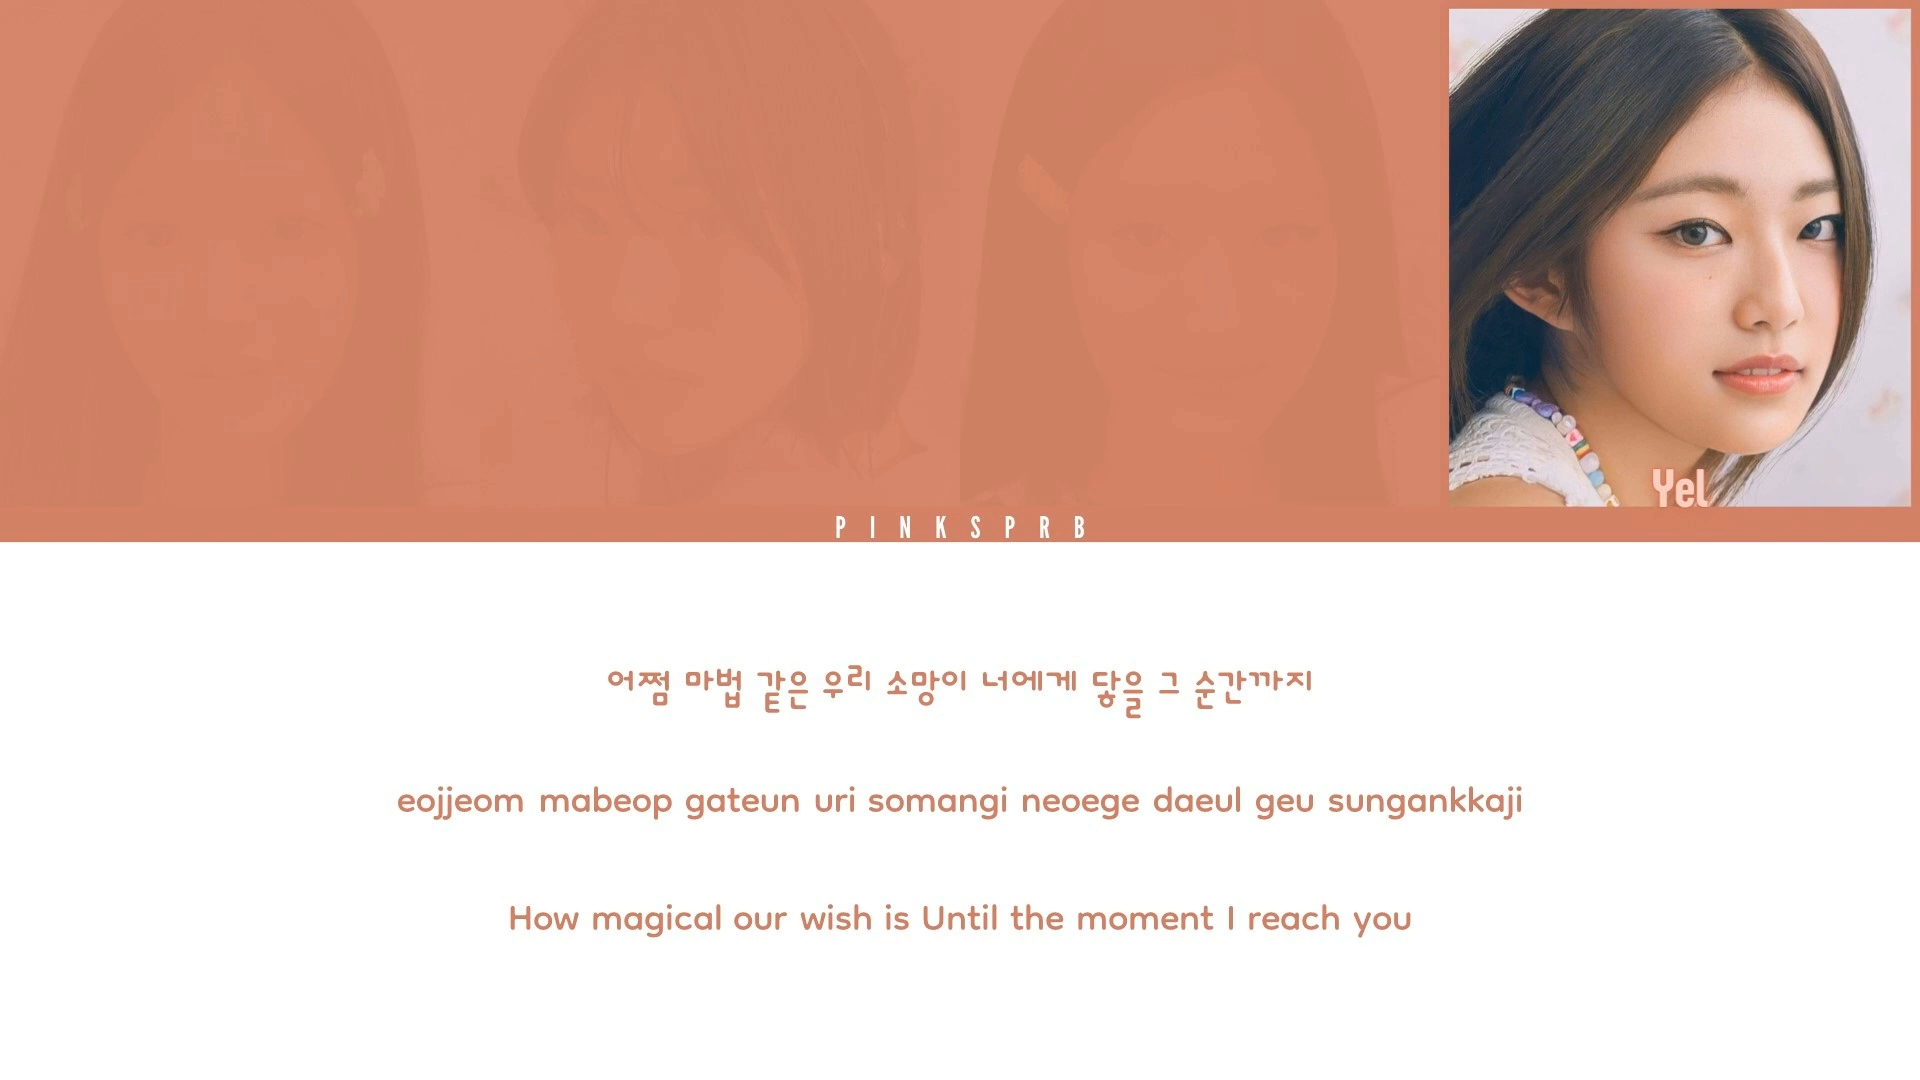 Yel
PINKSPRB
어쩜 마법 같은 우리 소망이 너에게 닿을 그 순간까지
eojjeom mabeop gateun uri somangi neoege daeul geu sungankkaji
How magical our wish is Until the moment I reach you